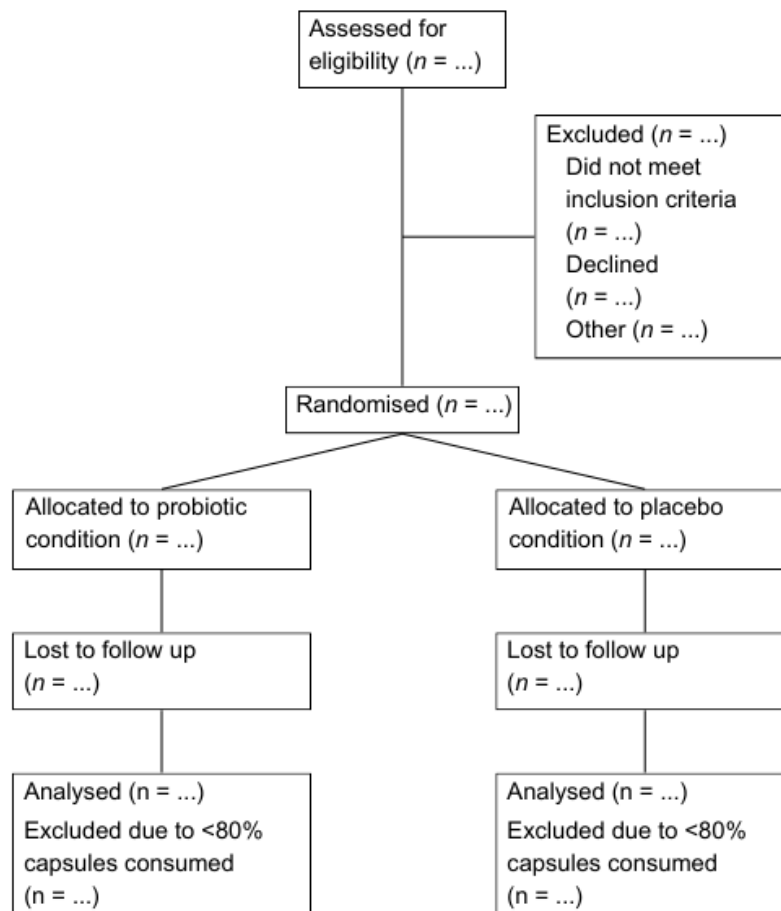 Assessed for
eligibility (n = ...)
Excluded (n = ...)
Did not meet
inclusion criteria
(n = ...)
Declined
(n = ...)
Other (n = ...)
Randomised (n = ...)
Allocated to probiotic
condition (n = ...)
Allocated to placebo
condition (n = ...)
Lost to follow up
(n = ...)
Lost to follow up
(n = ...)
Analysed (n = ...)
Excluded due to <80%
capsules consumed
(n = ...)
Analysed (n = ...)
Excluded due to <80%
capsules consumed
(n = ...)